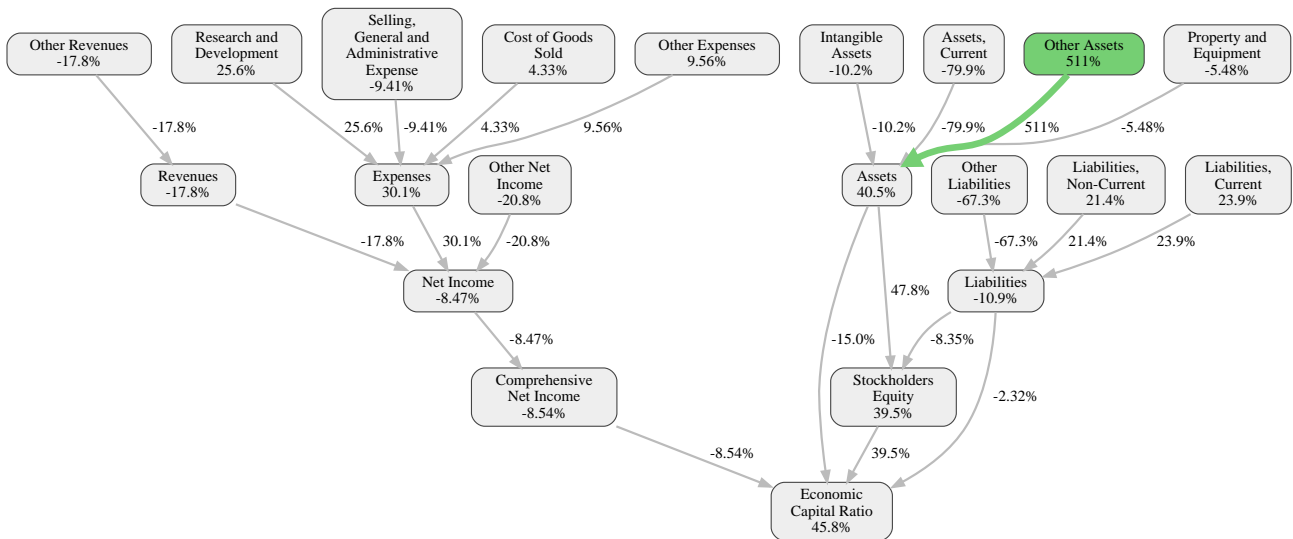 Other Revenues
-17.8%
Research and
Development
25.6%
Selling,
General and
Administrative
Expense
-9.41%
Cost of Goods
Sold
4.33%
Other Expenses
9.56%
Intangible
Assets
-10.2%
Assets,
Current
-79.9%
Other Assets
511%
Property and
Equipment
-5.48%
-17.8%
25.6%
-9.41%
4.33%
9.56%
-10.2%
-79.9%
511%
-5.48%
Revenues
-17.8%
Expenses
30.1%
Other Net
Income
-20.8%
Assets
40.5%
Other
Liabilities
-67.3%
Liabilities,
Non-Current
21.4%
Liabilities,
Current
23.9%
-17.8%
30.1%
-20.8%
-67.3%
21.4%
23.9%
Net Income
-8.47%
47.8%
Liabilities
-10.9%
-8.47%
-15.0%
-8.35%
Comprehensive
Net Income
-8.54%
Stockholders
Equity
39.5%
-2.32%
-8.54%
39.5%
Economic
Capital Ratio
45.8%